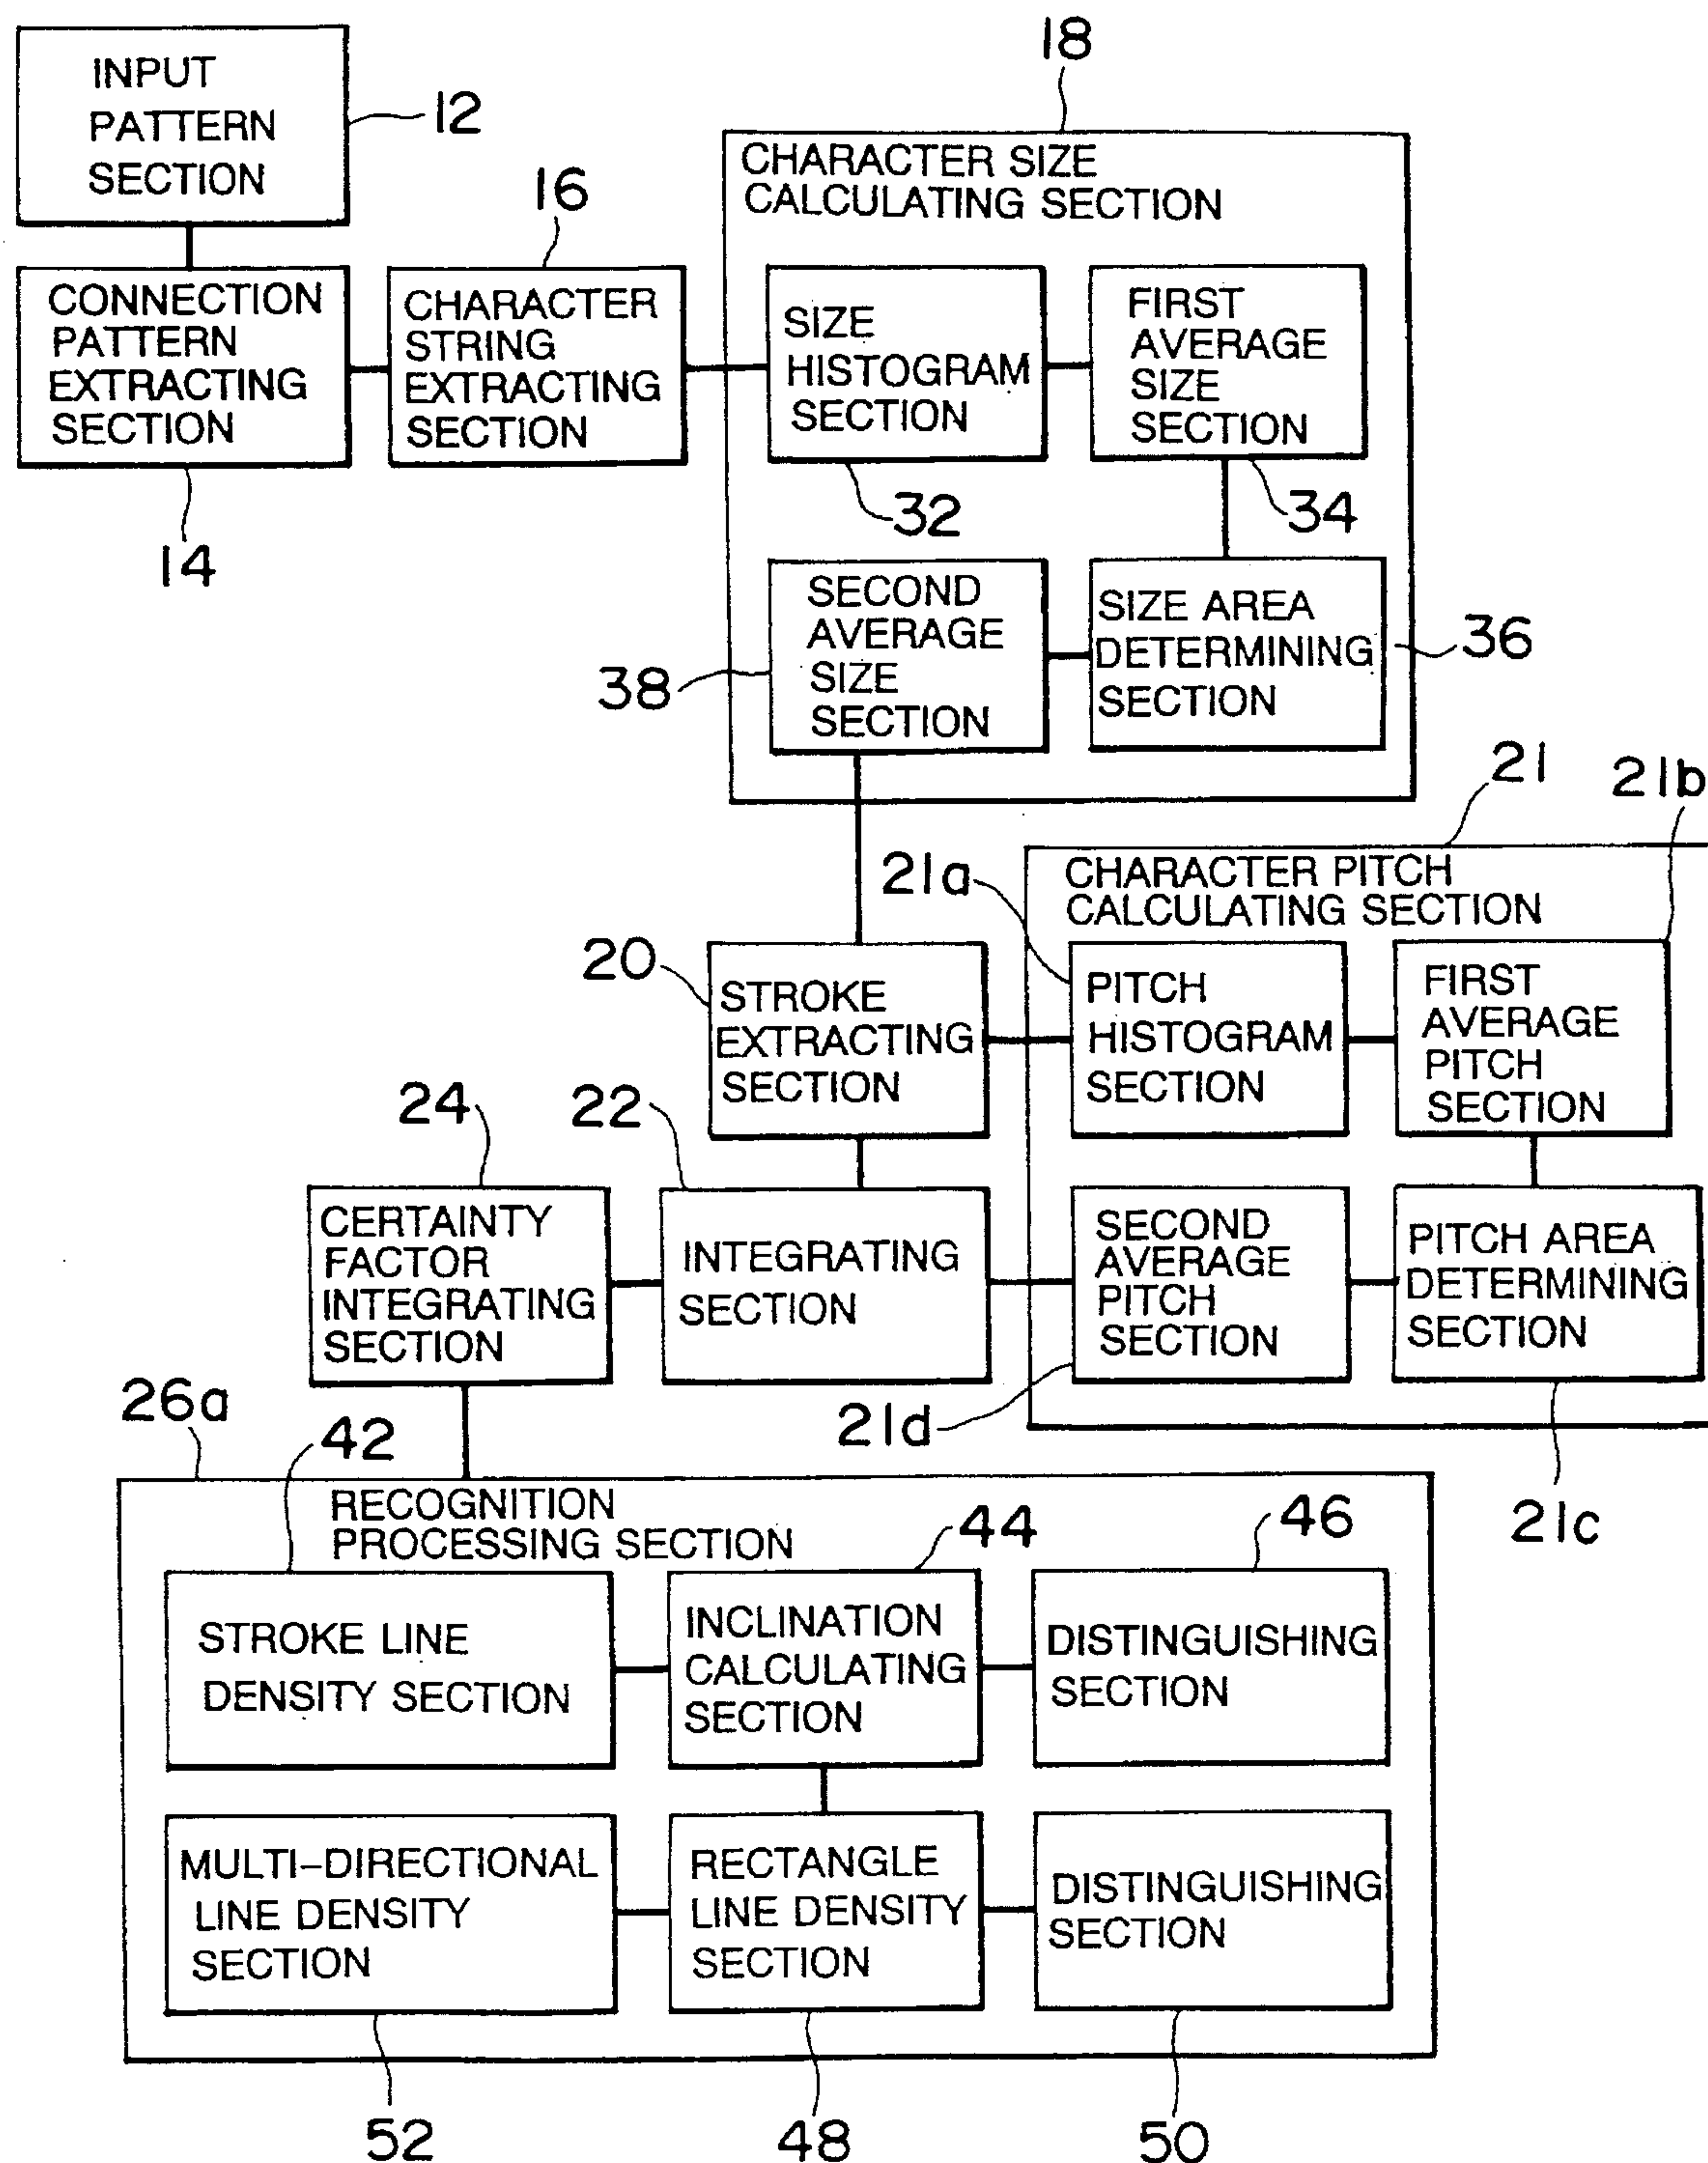 INPUT
PATTERN
SECTION
12
18
CHARACTER SIZE
CALCULATING SECTION
16
CONNECTION
PATTERN
EXTRACTING
SECTION
14
CHARACTER
STRING
EXTRACTING
SECTION
SIZE
HISTOGRAM
SECTION
32
FIRST
AVERAGE
SIZE
SECTION
34
SECOND
AVERAGE
SIZE
SECTION
38
SIZE AREA
DETERMINING
SECTION
36
21
21b
21a
CHARACTER PITCH
CALCULATING SECTION
20
STROKE
EXTRACTING
SECTION
PITCH
HISTOGRAM
SECTION
FIRST
AVERAGE
PITCH
SECTION
24
22
CERTAINTY
FACTOR
INTEGRATING
SECTION
INTEGRATING
SECTION
SECOND
AVERAGE
PITCH
SECTION
PITCH AREA
DETERMINING
SECTION
26a
42
21d
21c
RECOGNITION
PROCESSING SECTION
44
46
STROKE LINE
DENSITY SECTION
INCLINATION
CALCULATING
SECTION
DISTINGUISHING
SECTION
MULTI-DIRECTIONAL
LINE DENSITY
SECTION
RECTANGLE
LINE DENSITY
SECTION
DISTINGUISHING
SECTION
52
48
50